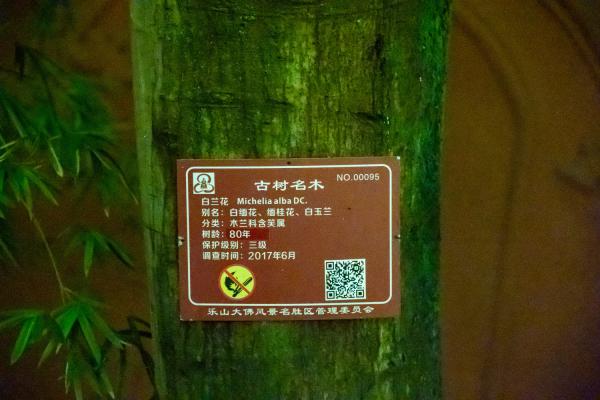 古树名木 NO.00095
白兰花 Michelia alba DC.
别名：白缅花、缅桂花、白玉兰
分类：木兰科含笑属
树龄：80年
保护级别：三级
调查时间：2017年6月
乐山大佛风景名胜区管理委员会